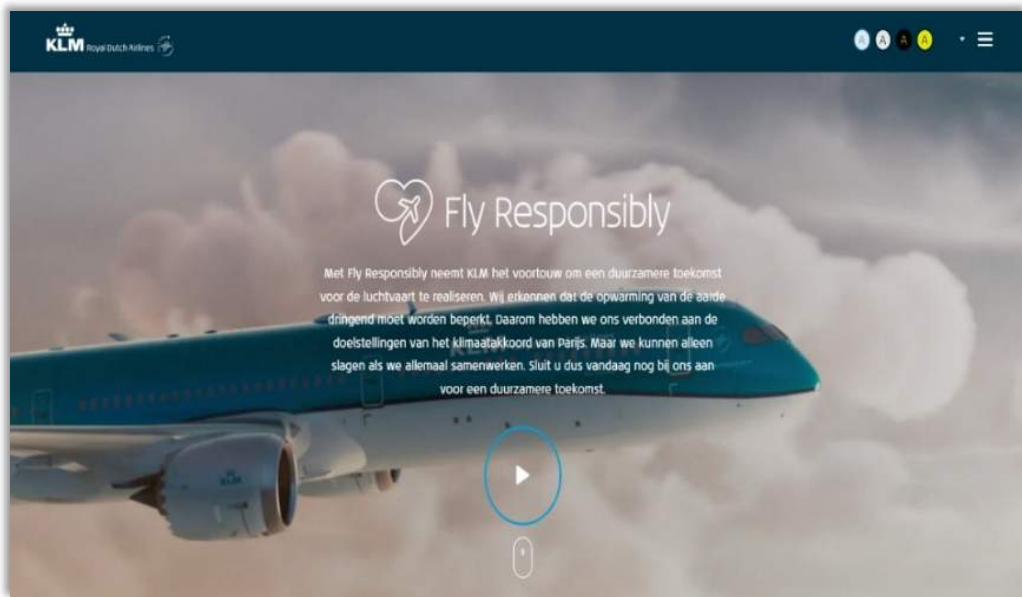 KLM Royal Dutch Airlines
A A A A
Fly Responsibly
Met Fly Responsibly neemt KLM het voortouw om een duurzamere toekomst
voor de luchtvaart te realiseren. Wij erkennen dat de opwarming van de aarde
dringend moet worden beperkt. Daarom hebben we ons verbonden aan de
doelstellingen van het klimaatakkoord van Parijs. Maar we kunnen alleen
slagen als we allemaal samenwerken. Sluit u dus vandaag nog bij ons aan
voor een duurzamere toekomst.
KLM
KLM